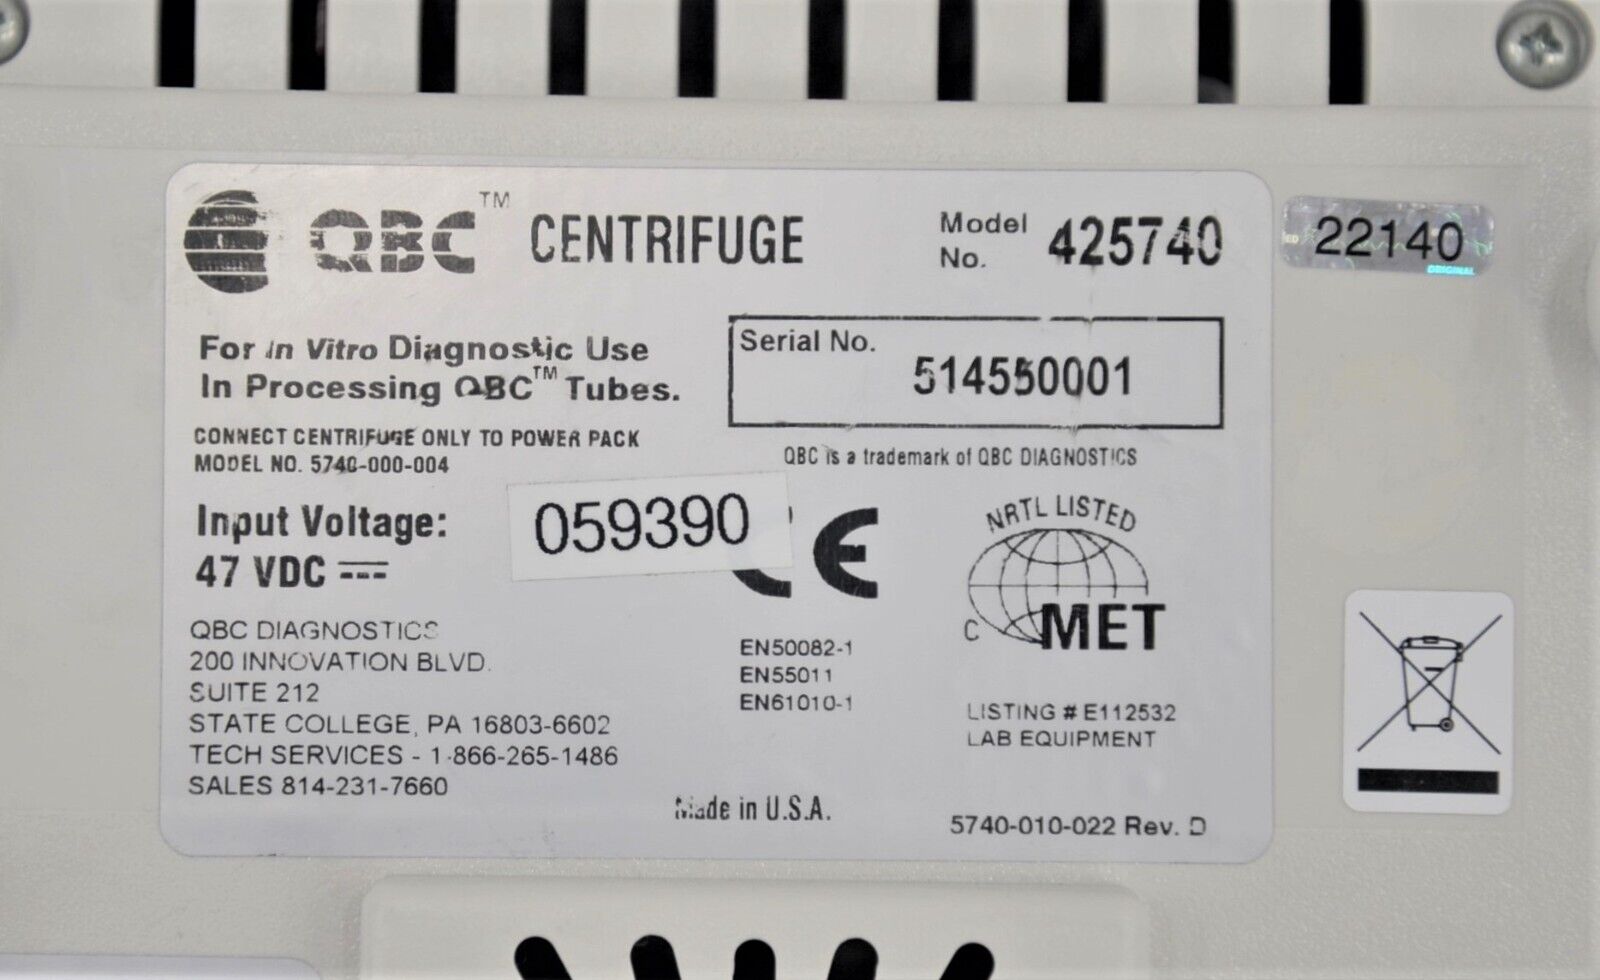 QBC™ CENTRIFUGE
Model No. 425740
22140
ORIGINAL
For In Vitro Diagnostic Use
In Processing QBC™ Tubes.
Serial No.
514550001
CONNECT CENTRIFUGE ONLY TO POWER PACK
MODEL NO. 5740-000-004
QBC is a trademark of QBC DIAGNOSTICS
Input Voltage:
47 VDC
059390
CE
NRTL LISTED
C MET
QBC DIAGNOSTICS
200 INNOVATION BLVD.
SUITE 212
STATE COLLEGE, PA 16803-6602
TECH SERVICES - 1-866-265-1486
SALES 814-231-7660
EN50082-1
EN55011
EN61010-1
LISTING # E112532
LAB EQUIPMENT
Made in U.S.A.
5740-010-022 Rev. D